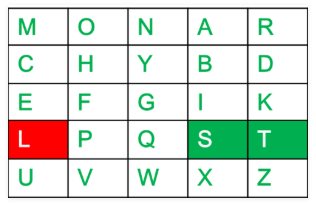 M O N A R
C H Y B D
E F G I K
L P Q S T
U V W X Z